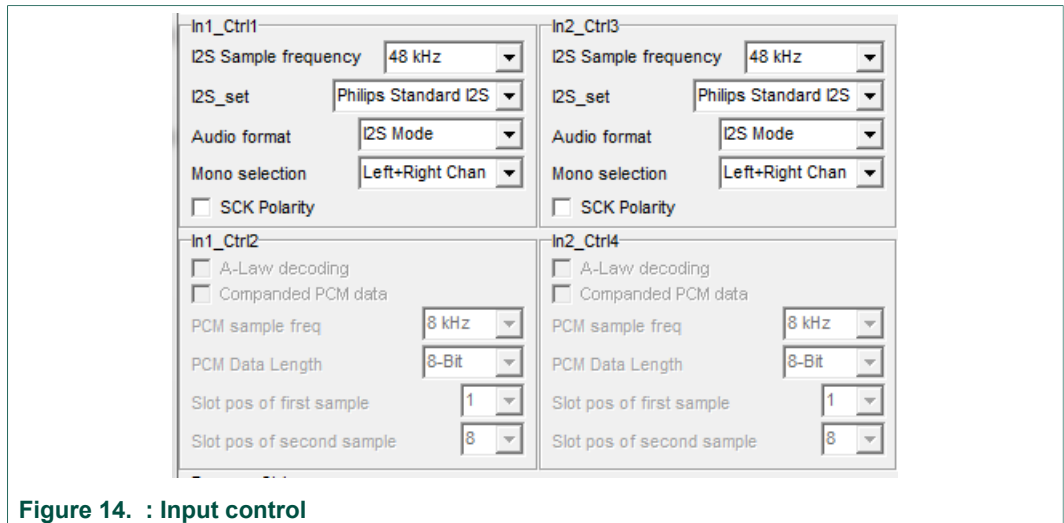 In1_Ctrl1
I2S Sample frequency 48 kHz
I2S_set Philips Standard I2S
Audio format I2S Mode
Mono selection Left+Right Chan
SCK Polarity
In2_Ctrl3
I2S Sample frequency 48 kHz
I2S_set Philips Standard I2S
Audio format I2S Mode
Mono selection Left+Right Chan
SCK Polarity
In1_Ctrl2
A-Law decoding
Companded PCM data
PCM sample freq 8 kHz
PCM Data Length 8-Bit
Slot pos of first sample 1
Slot pos of second sample 8
In2_Ctrl4
A-Law decoding
Companded PCM data
PCM sample freq 8 kHz
PCM Data Length 8-Bit
Slot pos of first sample 1
Slot pos of second sample 8
Figure 14. : Input control